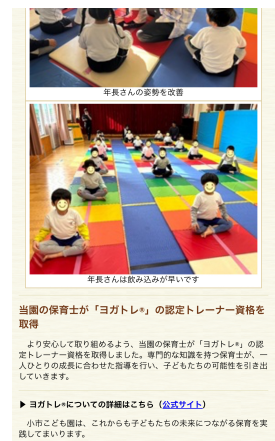 年長さんの姿勢を改善
年長さんは飲み込みが早いです
当園の保育士が「ヨガトレ®」の認定トレーナー資格を
取得
より安心して取り組めるよう、当園の保育士が「ヨガトレ®」の認
定トレーナー資格を取得しました。専門的な知識を持つ保育士が、一
人ひとりの成長に合わせた指導を行い、子どもたちの可能性を引き出
していきます。
▶ ヨガトレ®についての詳細はこちら（公式サイト）
小市こども園は、これからも子どもたちの未来につながる保育を実
践してまいります。